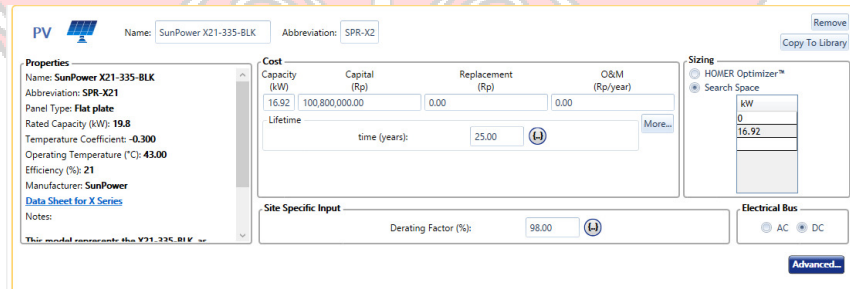 PV
Name: SunPower X21-335-BLK Abbreviation: SPR-X2
Remove
Copy To Library
Properties
Name: SunPower X21-335-BLK
Abbreviation: SPR-X21
Panel Type: Flat plate
Rated Capacity (kW): 19.8
Temperature Coefficient: -0.300
Operating Temperature (°C): 43.00
Efficiency (%): 21
Manufacturer: SunPower
Data Sheet for X Series
Notes:
This model represents the X21-335-BLK as
Cost
Capacity (kW) Capital (Rp) Replacement (Rp) O&M (Rp/year)
16.92 100,800,000.00 0.00 0.00
Lifetime
time (years): 25.00 (..)
More...
Site Specific Input
Derating Factor (%): 98.00 (..)
Sizing
HOMER Optimizer™
Search Space
kW
0
16.92
Electrical Bus
AC DC
Advanced...